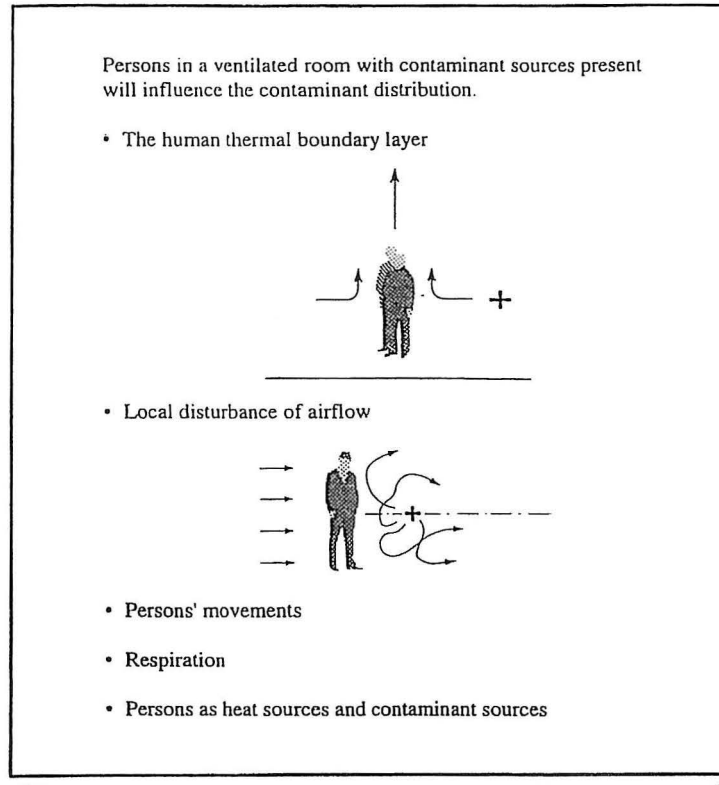 Persons in a ventilated room with contaminant sources present
will influence the contaminant distribution.
• The human thermal boundary layer
• Local disturbance of airflow
• Persons' movements
• Respiration
• Persons as heat sources and contaminant sources